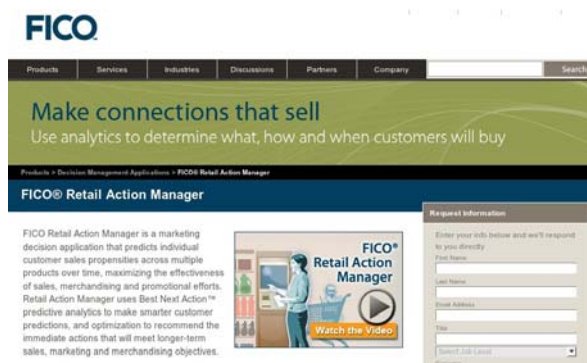 FICO
Products Services Industries Discussions Partners Company Search
Make connections that sell
Use analytics to determine what, how and when customers will buy
Products > Decision Management Applications > FICO® Retail Action Manager
FICO® Retail Action Manager
Request Information
FICO Retail Action Manager is a marketing
decision application that predicts individual
customer sales propensities across multiple
products over time, maximizing the effectiveness
of sales, merchandising and promotional efforts.
Retail Action Manager uses Best Next Action™
predictive analytics to make smarter customer
predictions, and optimization to recommend the
immediate actions that will meet longer-term
sales, marketing and merchandising objectives.
FICO®
Retail Action
Manager
Watch the Video
Enter your info below and we'll respond
to you directly
First Name
Last Name
Email Address
Title
Select Job Level